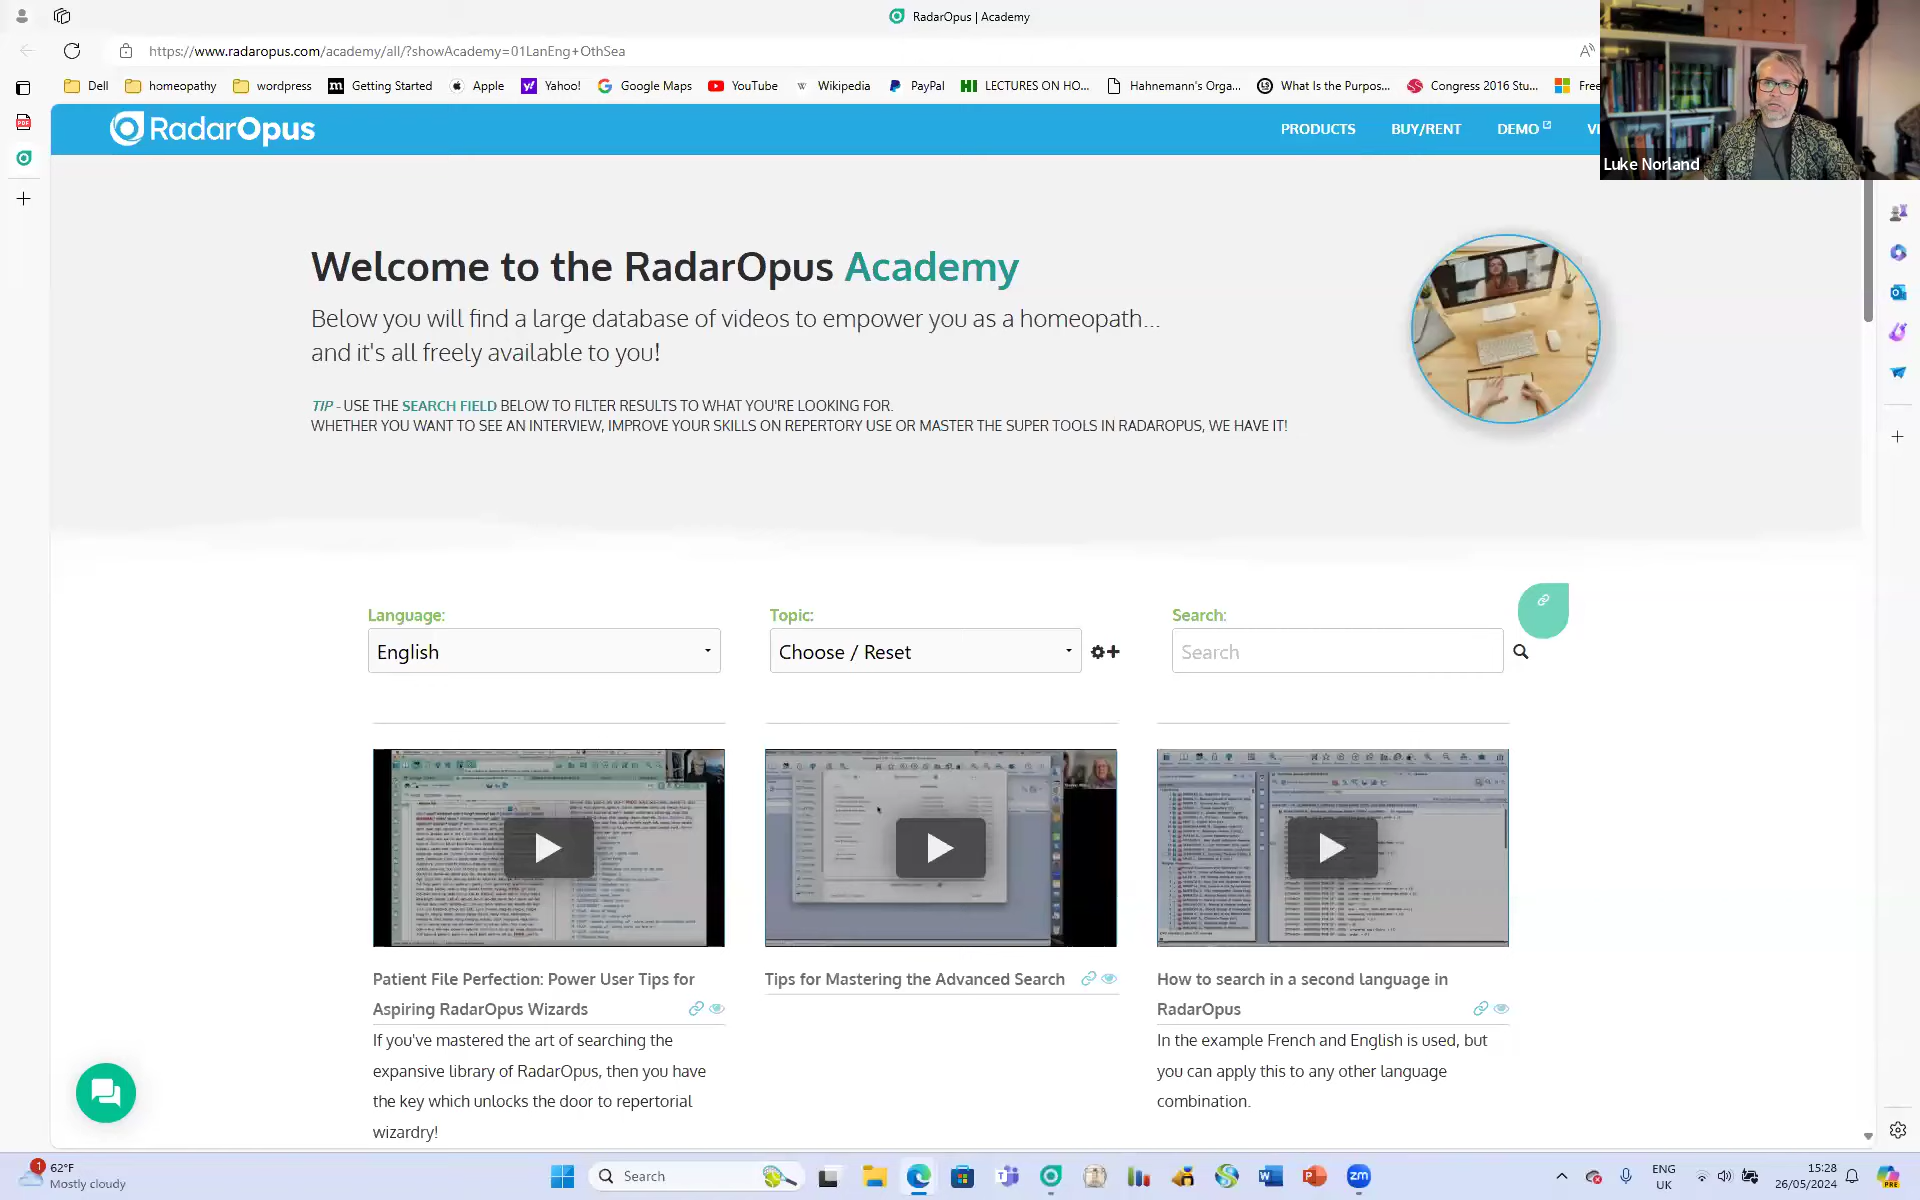 RadarOpus | Academy
https://www.radaropus.com/academy/all/?showAcademy=01LanEng+OthSea
Dell
homeopathy
wordpress
Getting Started
Apple
Yahoo!
Google Maps
YouTube
Wikipedia
PayPal
LECTURES ON HO...
Hahnemann's Orga...
What Is the Purpos...
Congress 2016 Stu...
Free
RadarOpus
PRODUCTS
BUY/RENT
DEMO
Luke Norland
Welcome to the RadarOpus Academy
Below you will find a large database of videos to empower you as a homeopath...
and it's all freely available to you!
TIP - USE THE SEARCH FIELD BELOW TO FILTER RESULTS TO WHAT YOU'RE LOOKING FOR.
WHETHER YOU WANT TO SEE AN INTERVIEW, IMPROVE YOUR SKILLS ON REPERTORY USE OR MASTER THE SUPER TOOLS IN RADAROPUS, WE HAVE IT!
Language:
Topic:
Search:
English
Choose / Reset
Search
Patient File Perfection: Power User Tips for
Aspiring RadarOpus Wizards
If you've mastered the art of searching the
expansive library of RadarOpus, then you have
the key which unlocks the door to repertorial
wizardry!
Tips for Mastering the Advanced Search
How to search in a second language in
RadarOpus
In the example French and English is used, but
you can apply this to any other language
combination.
1
62°F
Mostly cloudy
Search
ENG
UK
15:28
26/05/2024